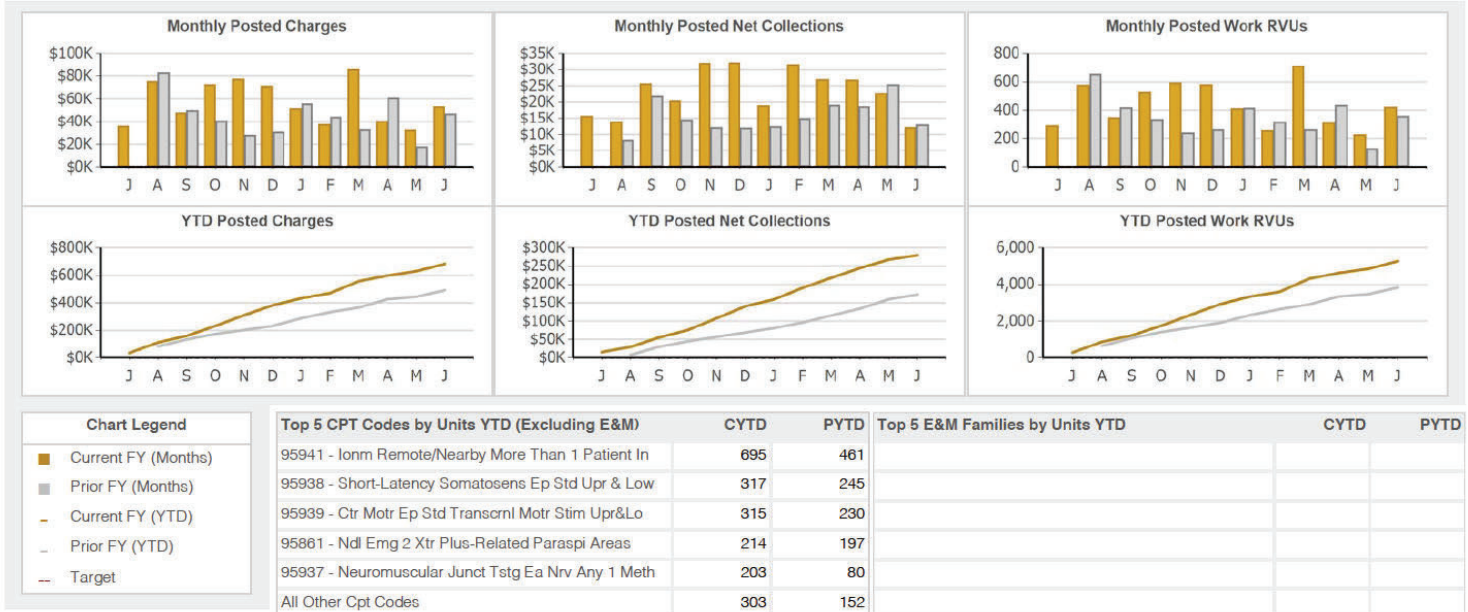 Monthly Posted Charges
$100K
$80K
$60K
$40K
$20K
$0K
J A S O N D J F M A M J
Monthly Posted Net Collections
$35K
$30K
$25K
$20K
$15K
$10K
$5K
$0K
J A S O N D J F M A M J
Monthly Posted Work RVUs
800
600
400
200
0
J A S O N D J F M A M J
YTD Posted Charges
$800K
$600K
$400K
$200K
$0K
J A S O N D J F M A M J
YTD Posted Net Collections
$300K
$250K
$200K
$150K
$100K
$50K
$0K
J A S O N D J F M A M J
YTD Posted Work RVUs
6,000
4,000
2,000
0
J A S O N D J F M A M J
Chart Legend
Current FY (Months)
Prior FY (Months)
Current FY (YTD)
Prior FY (YTD)
Target
Top 5 CPT Codes by Units YTD (Excluding E&M) CYTD PYTD
95941 - Ionm Remote/Nearby More Than 1 Patient In 695 461
95938 - Short-Latency Somatosens Ep Std Upr & Low 317 245
95939 - Ctr Motr Ep Std Transcrnl Motr Stim Upr&Lo 315 230
95861 - Ndl Emg 2 Xtr Plus-Related Paraspi Areas 214 197
95937 - Neuromuscular Junct Tstg Ea Nrv Any 1 Meth 203 80
All Other Cpt Codes 303 152
Top 5 E&M Families by Units YTD CYTD PYTD